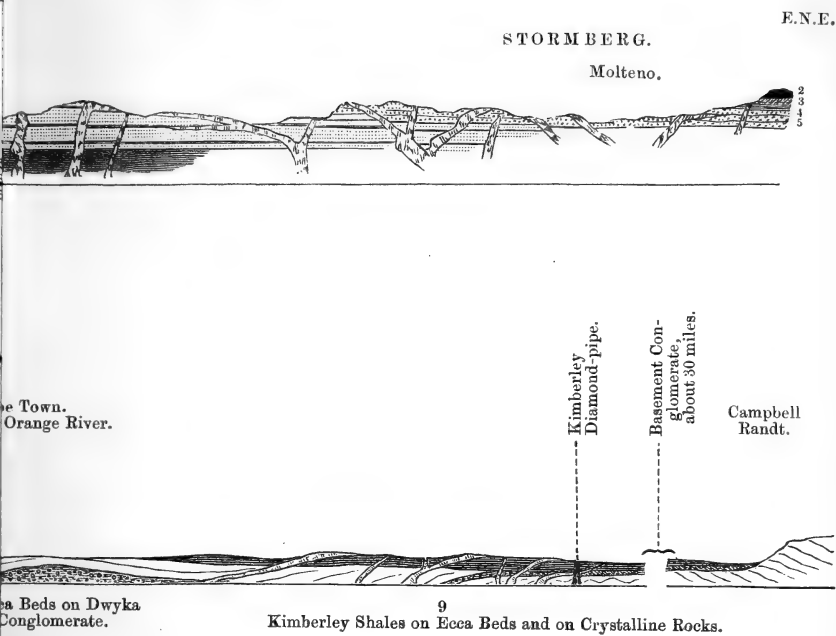 E.N.E.
STORMBERG.
Molteno.
2
3
4
5
Kimberley
Diamond-pipe.
Basement Con-
glomerate,
about 30 miles.
Town.
Orange River.
Campbell
Randt.
Beds on Dwyka
Conglomerate.
9
Kimberley Shales on Ecca Beds and on Crystalline Rocks.